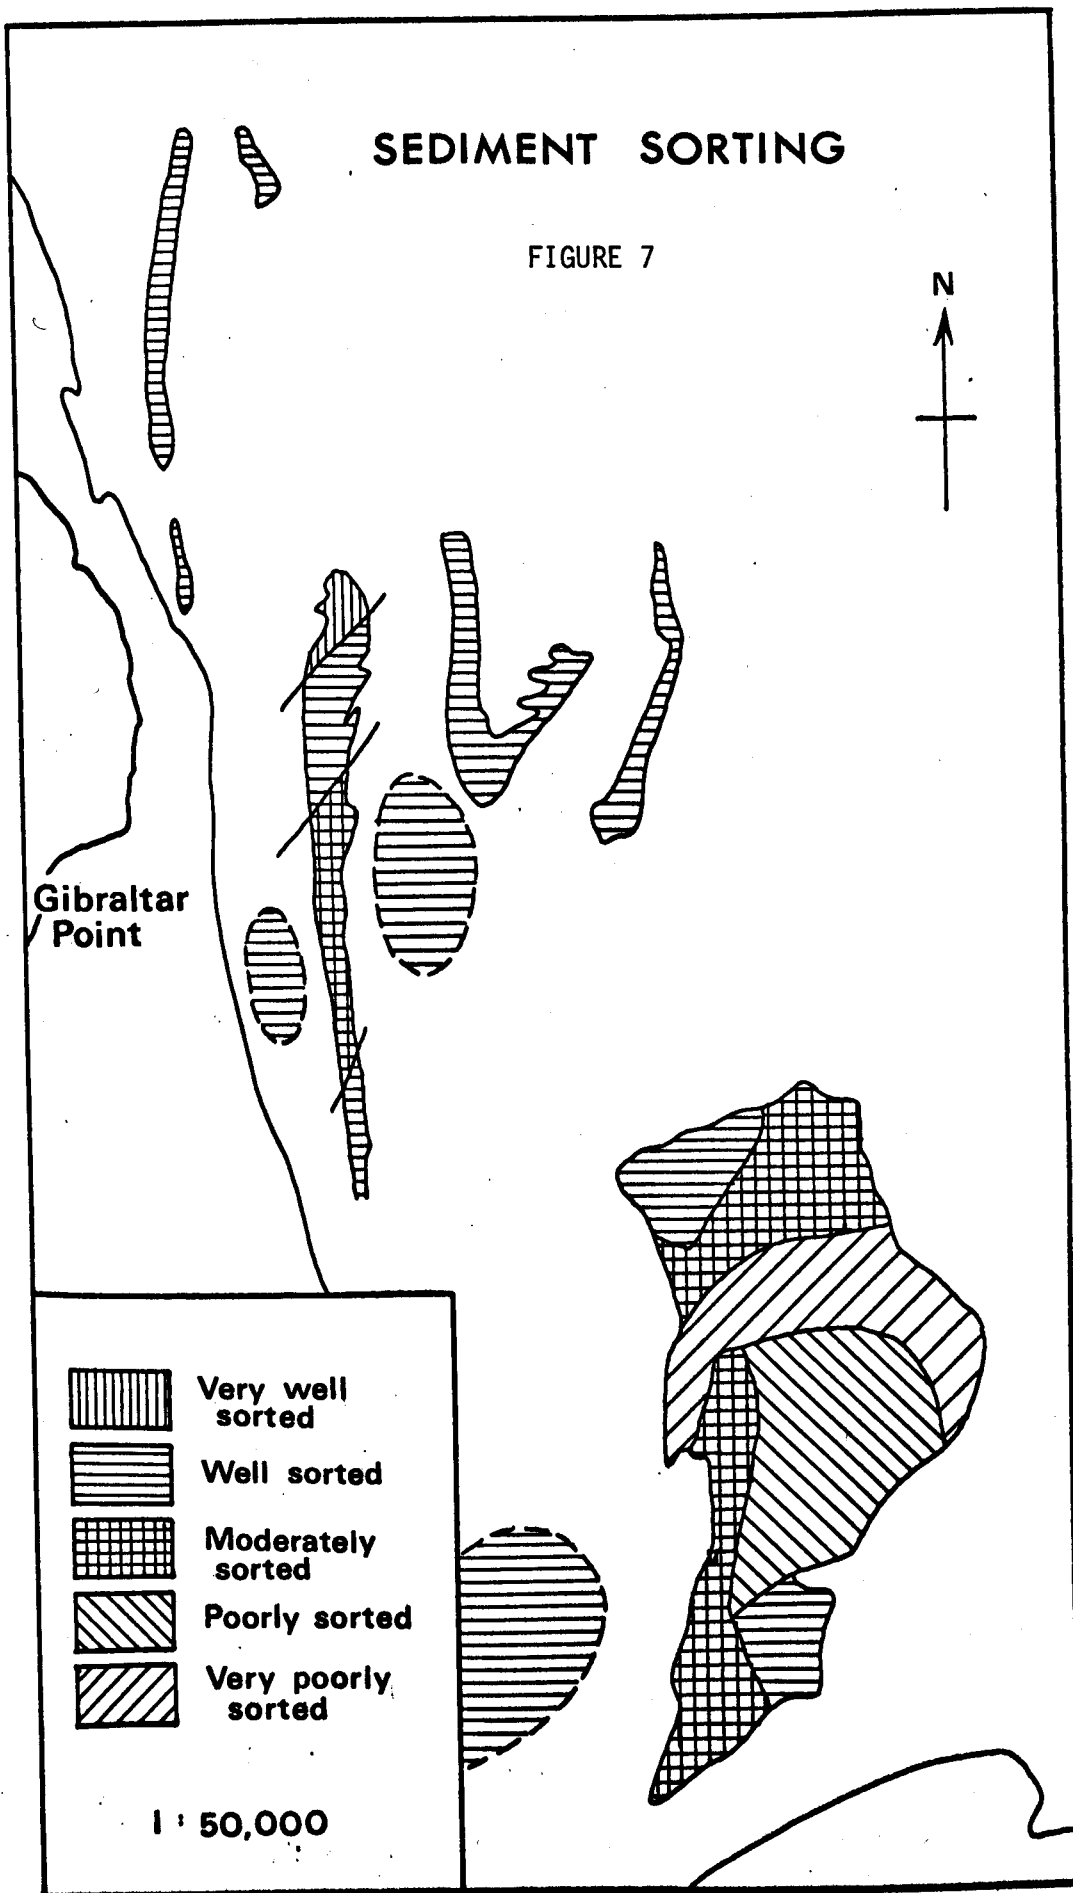 SEDIMENT SORTING
FIGURE 7
N
Gibraltar
Point
Very well
sorted
Well sorted
Moderately
sorted
Poorly sorted
Very poorly
sorted
1 : 50,000